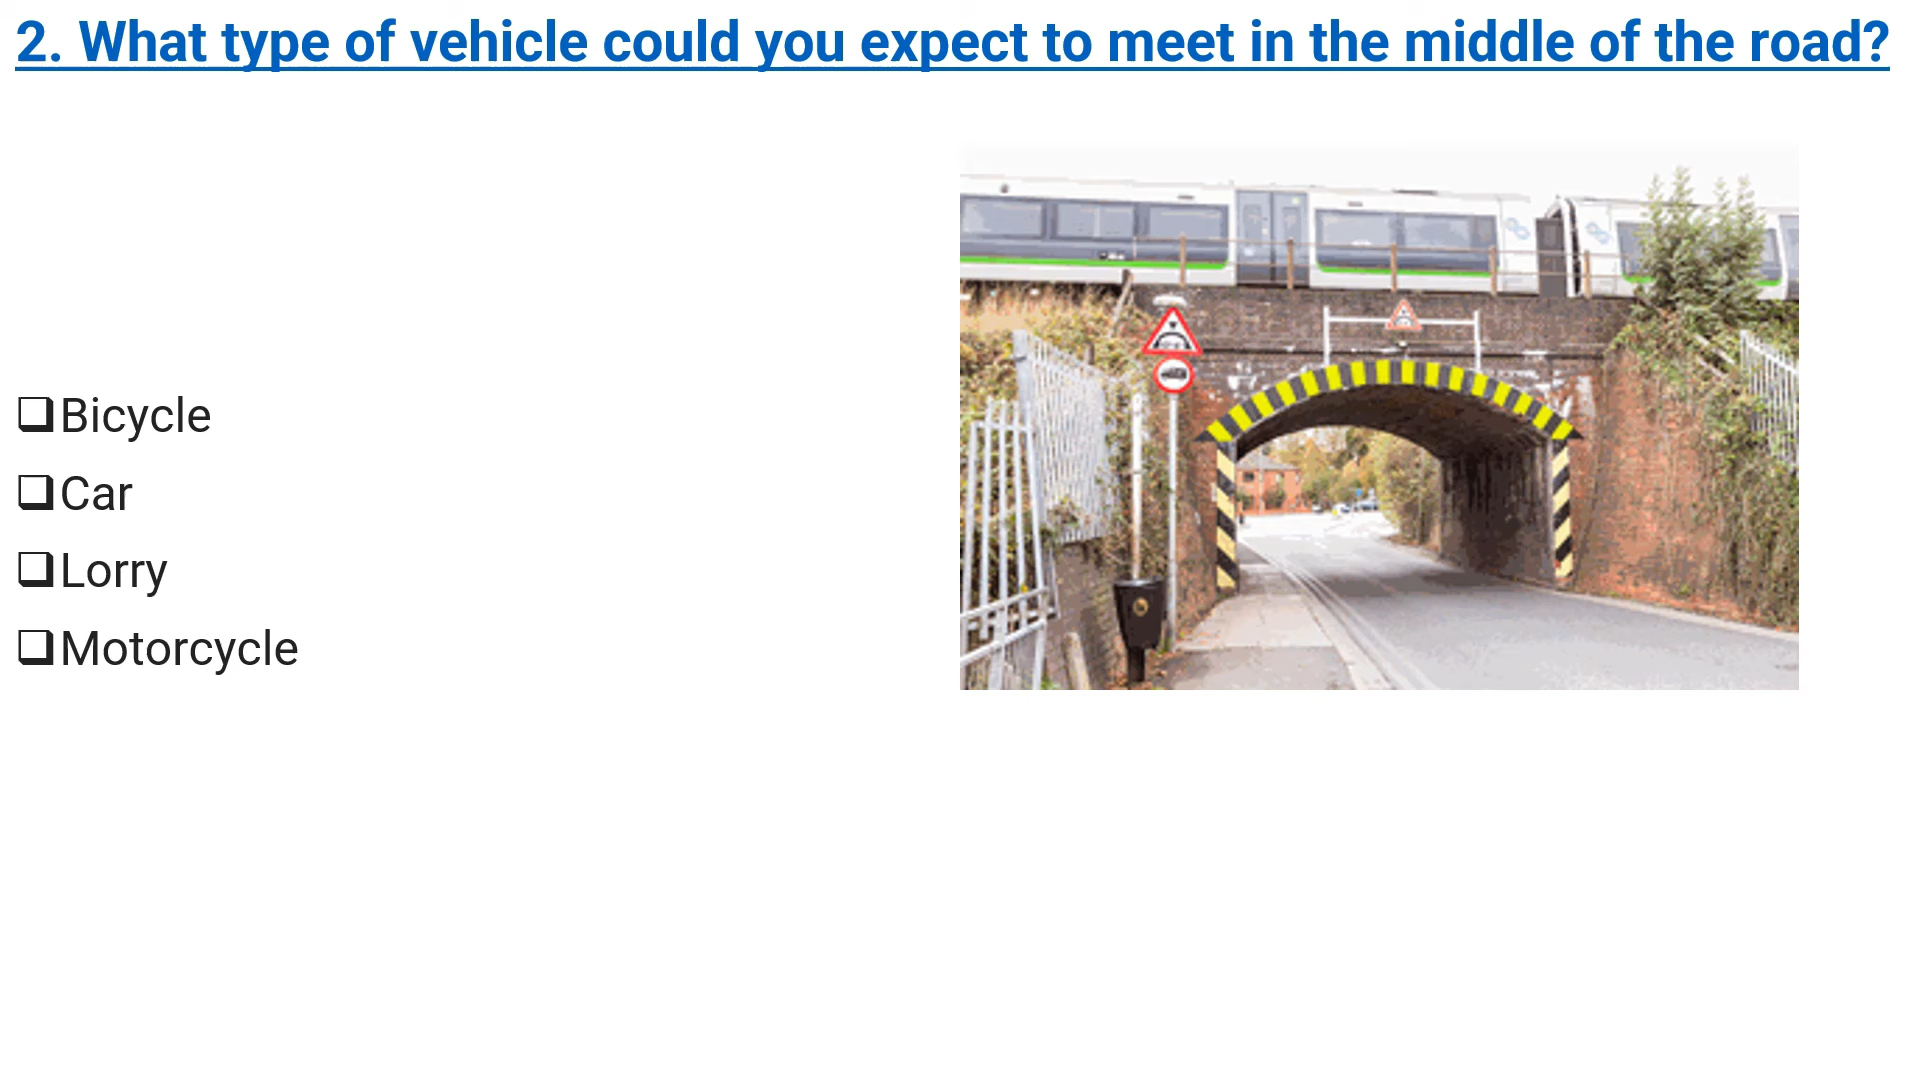 2. What type of vehicle could you expect to meet in the middle of the road?
Bicycle
Car
Lorry
Motorcycle